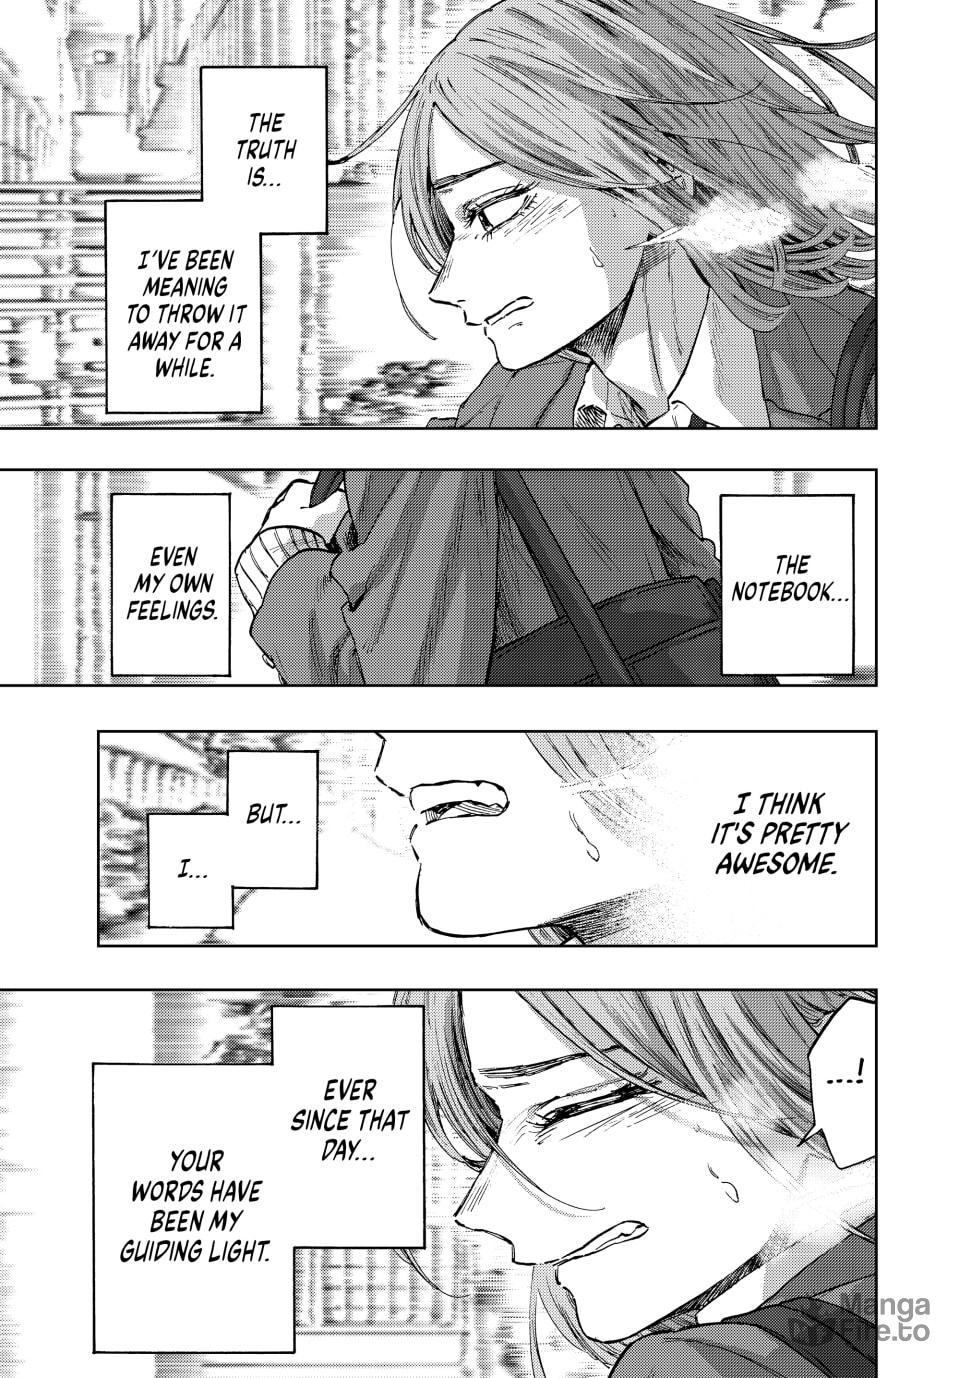 THE
TRUTH
IS...
I'VE BEEN
MEANING
TO THROW IT
AWAY FOR A
WHILE.
THE
NOTEBOOK...
EVEN
MY OWN
FEELINGS.
I THINK
IT'S PRETTY
AWESOME.
BUT...
I...
....!
EVER
SINCE THAT
DAY...
YOUR
WORDS HAVE
BEEN MY
GUIDING LIGHT.
Manga
Fire.to